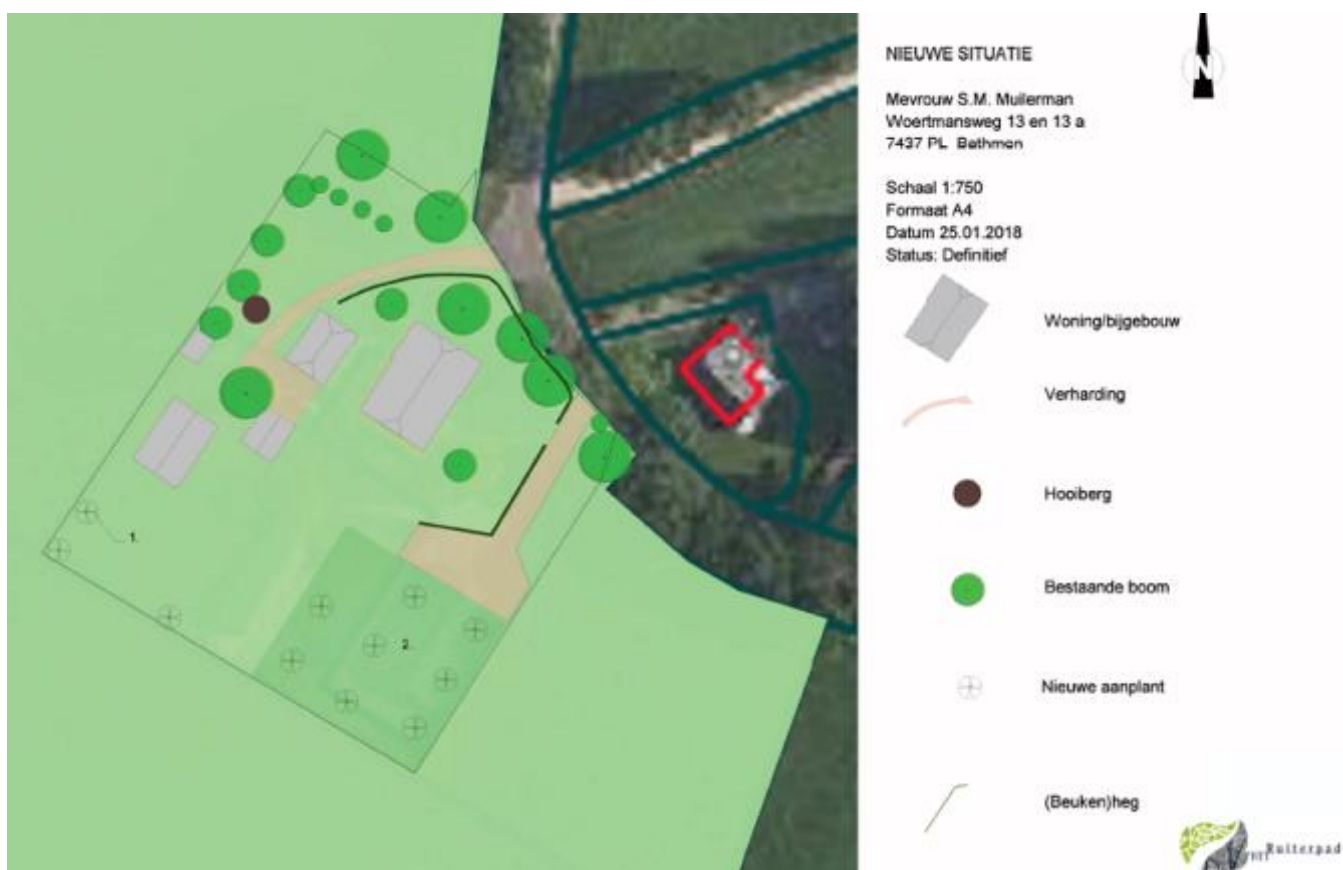 NIEUWE SITUATIE
N
Mevrouw S.M. Muilerman
Woertmansweg 13 en 13 a
7437 PL Bathmen
Schaal 1:750
Formaat A4
Datum 25.01.2018
Status: Definitief
Woning/bijgebouw
Verharding
Hooiberg
Bestaande boom
Nieuwe aanplant
(Beuken)heg
1.
2.
HET Ruiterpad